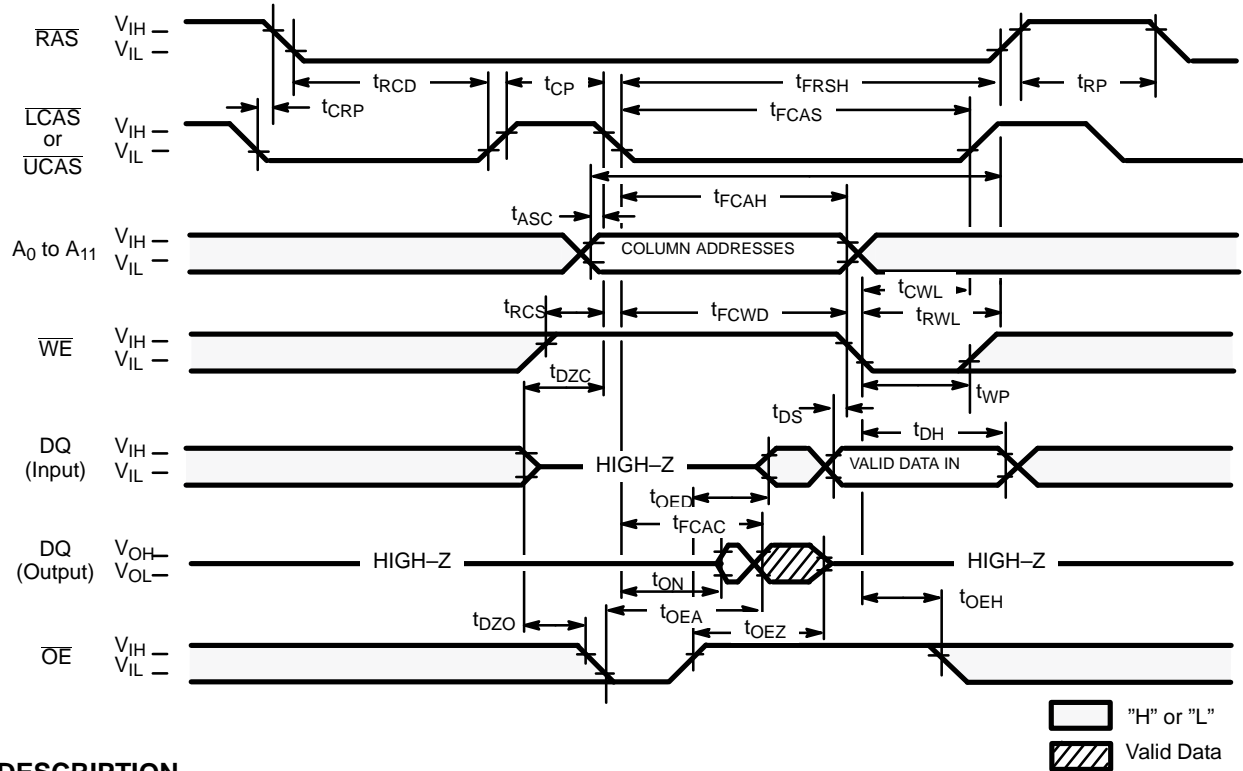 RAS VIH
VIL
tRCD tCP tFRSH tRP
tCRP tFCAS
LCAS
or
UCAS VIH
VIL
tFCAH
tASC
A0 to A11 VIH
VIL COLUMN ADDRESSES
tCWL
tRCS tFCWD tRWL
WE VIH
VIL
tDZC tWP
tDS tDH
DQ
(Input) VIH
VIL HIGH–Z VALID DATA IN
tOED
tFCAC
DQ
(Output) VOH
VOL HIGH–Z HIGH–Z
tON
tOEA tOEH
tDZO tOEZ
OE VIH
VIL
”H” or ”L”
Valid Data
DESCRIPTION